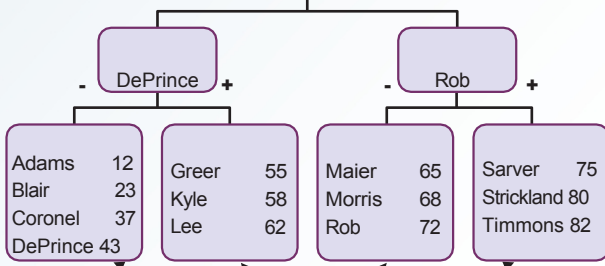 DePrince
Rob
- +
- +
Adams 12
Blair 23
Coronel 37
DePrince 43
Greer 55
Kyle 58
Lee 62
Maier 65
Morris 68
Rob 72
Sarver 75
Strickland 80
Timmons 82